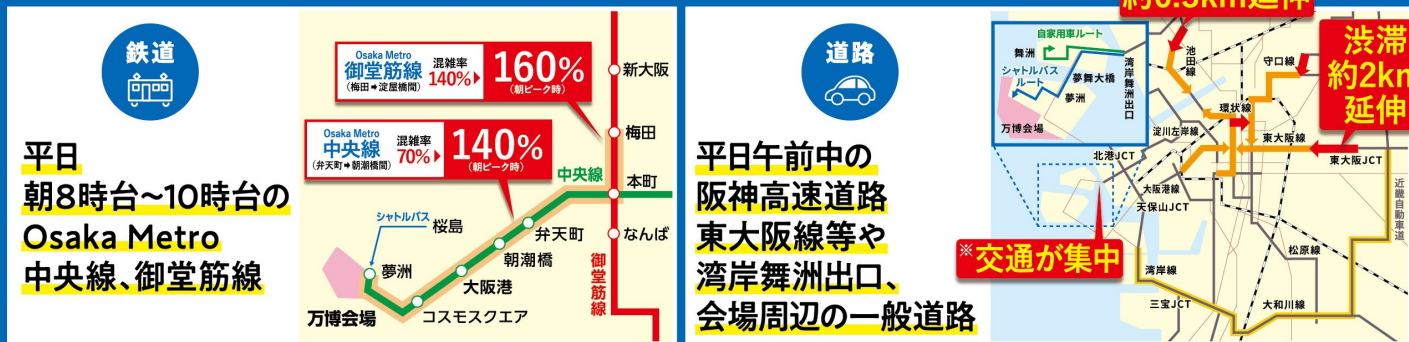 鉄道
平日
朝8時台~10時台の
Osaka Metro
中央線、御堂筋線
Osaka Metro
御堂筋線
(梅田➡淀屋橋間)
混雑率
140%▶
160%
(朝ピーク時)
Osaka Metro
中央線
(弁天町➡朝潮橋間)
混雑率
70%▶
140%
(朝ピーク時)
新大阪
梅田
中央線
本町
なんば
御堂筋線
シャトルバス
桜島
弁天町
朝潮橋
大阪港
コスモスクエア
夢洲
万博会場
道路
平日午前中の
阪神高速道路
東大阪線等や
湾岸舞洲出口、
会場周辺の一般道路
自家用車ルート
舞洲
シャトルバス
ルート
夢舞大橋
夢洲
湾岸舞洲出口
万博会場
池田線
守口線
渋滞
約2km
延伸
環状線
淀川左岸線
東大阪線
東大阪JCT
北港JCT
大阪港線
天保山JCT
近畿自動車道
※交通が集中
松原線
湾岸線
三宝JCT
大和川線